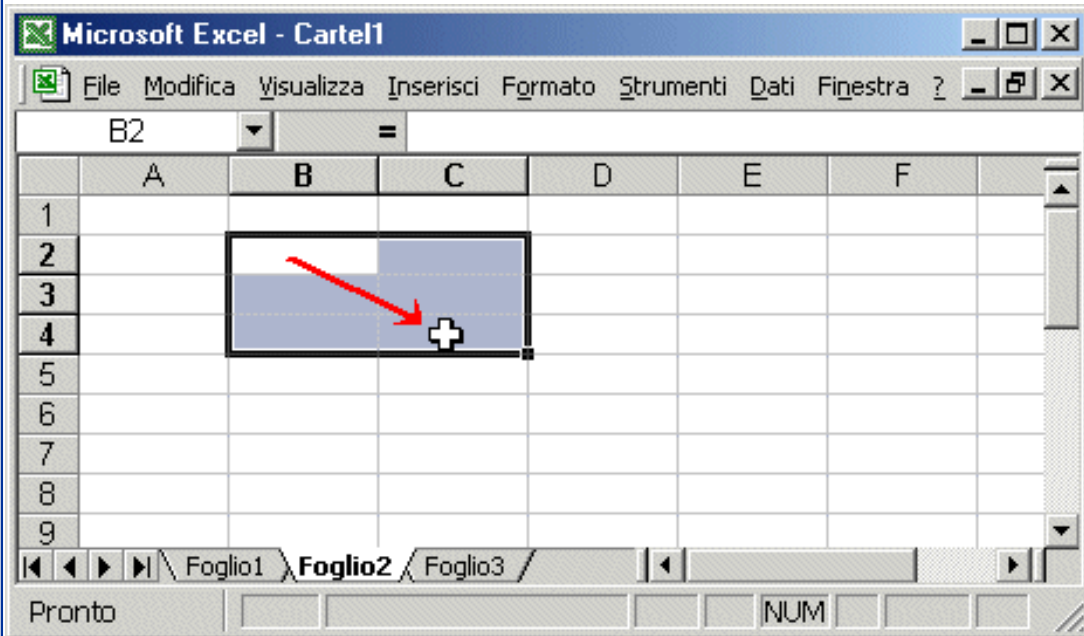 Microsoft Excel - Cartel1
File Modifica Visualizza Inserisci Formato Strumenti Dati Finestra ?
B2 =
A B C D E F
1
2
3
4
5
6
7
8
9
Foglio1 Foglio2 Foglio3
Pronto NUM